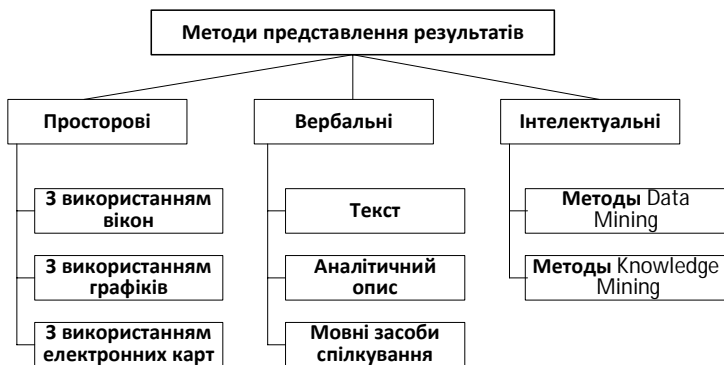 Методи представлення результатів
Просторові
Вербальні
Інтелектуальні
З використанням
вікон
З використанням
графіків
З використанням
електронних карт
Текст
Аналітичний
опис
Мовні засоби
спілкування
Методы Data
Mining
Методы Knowledge
Mining